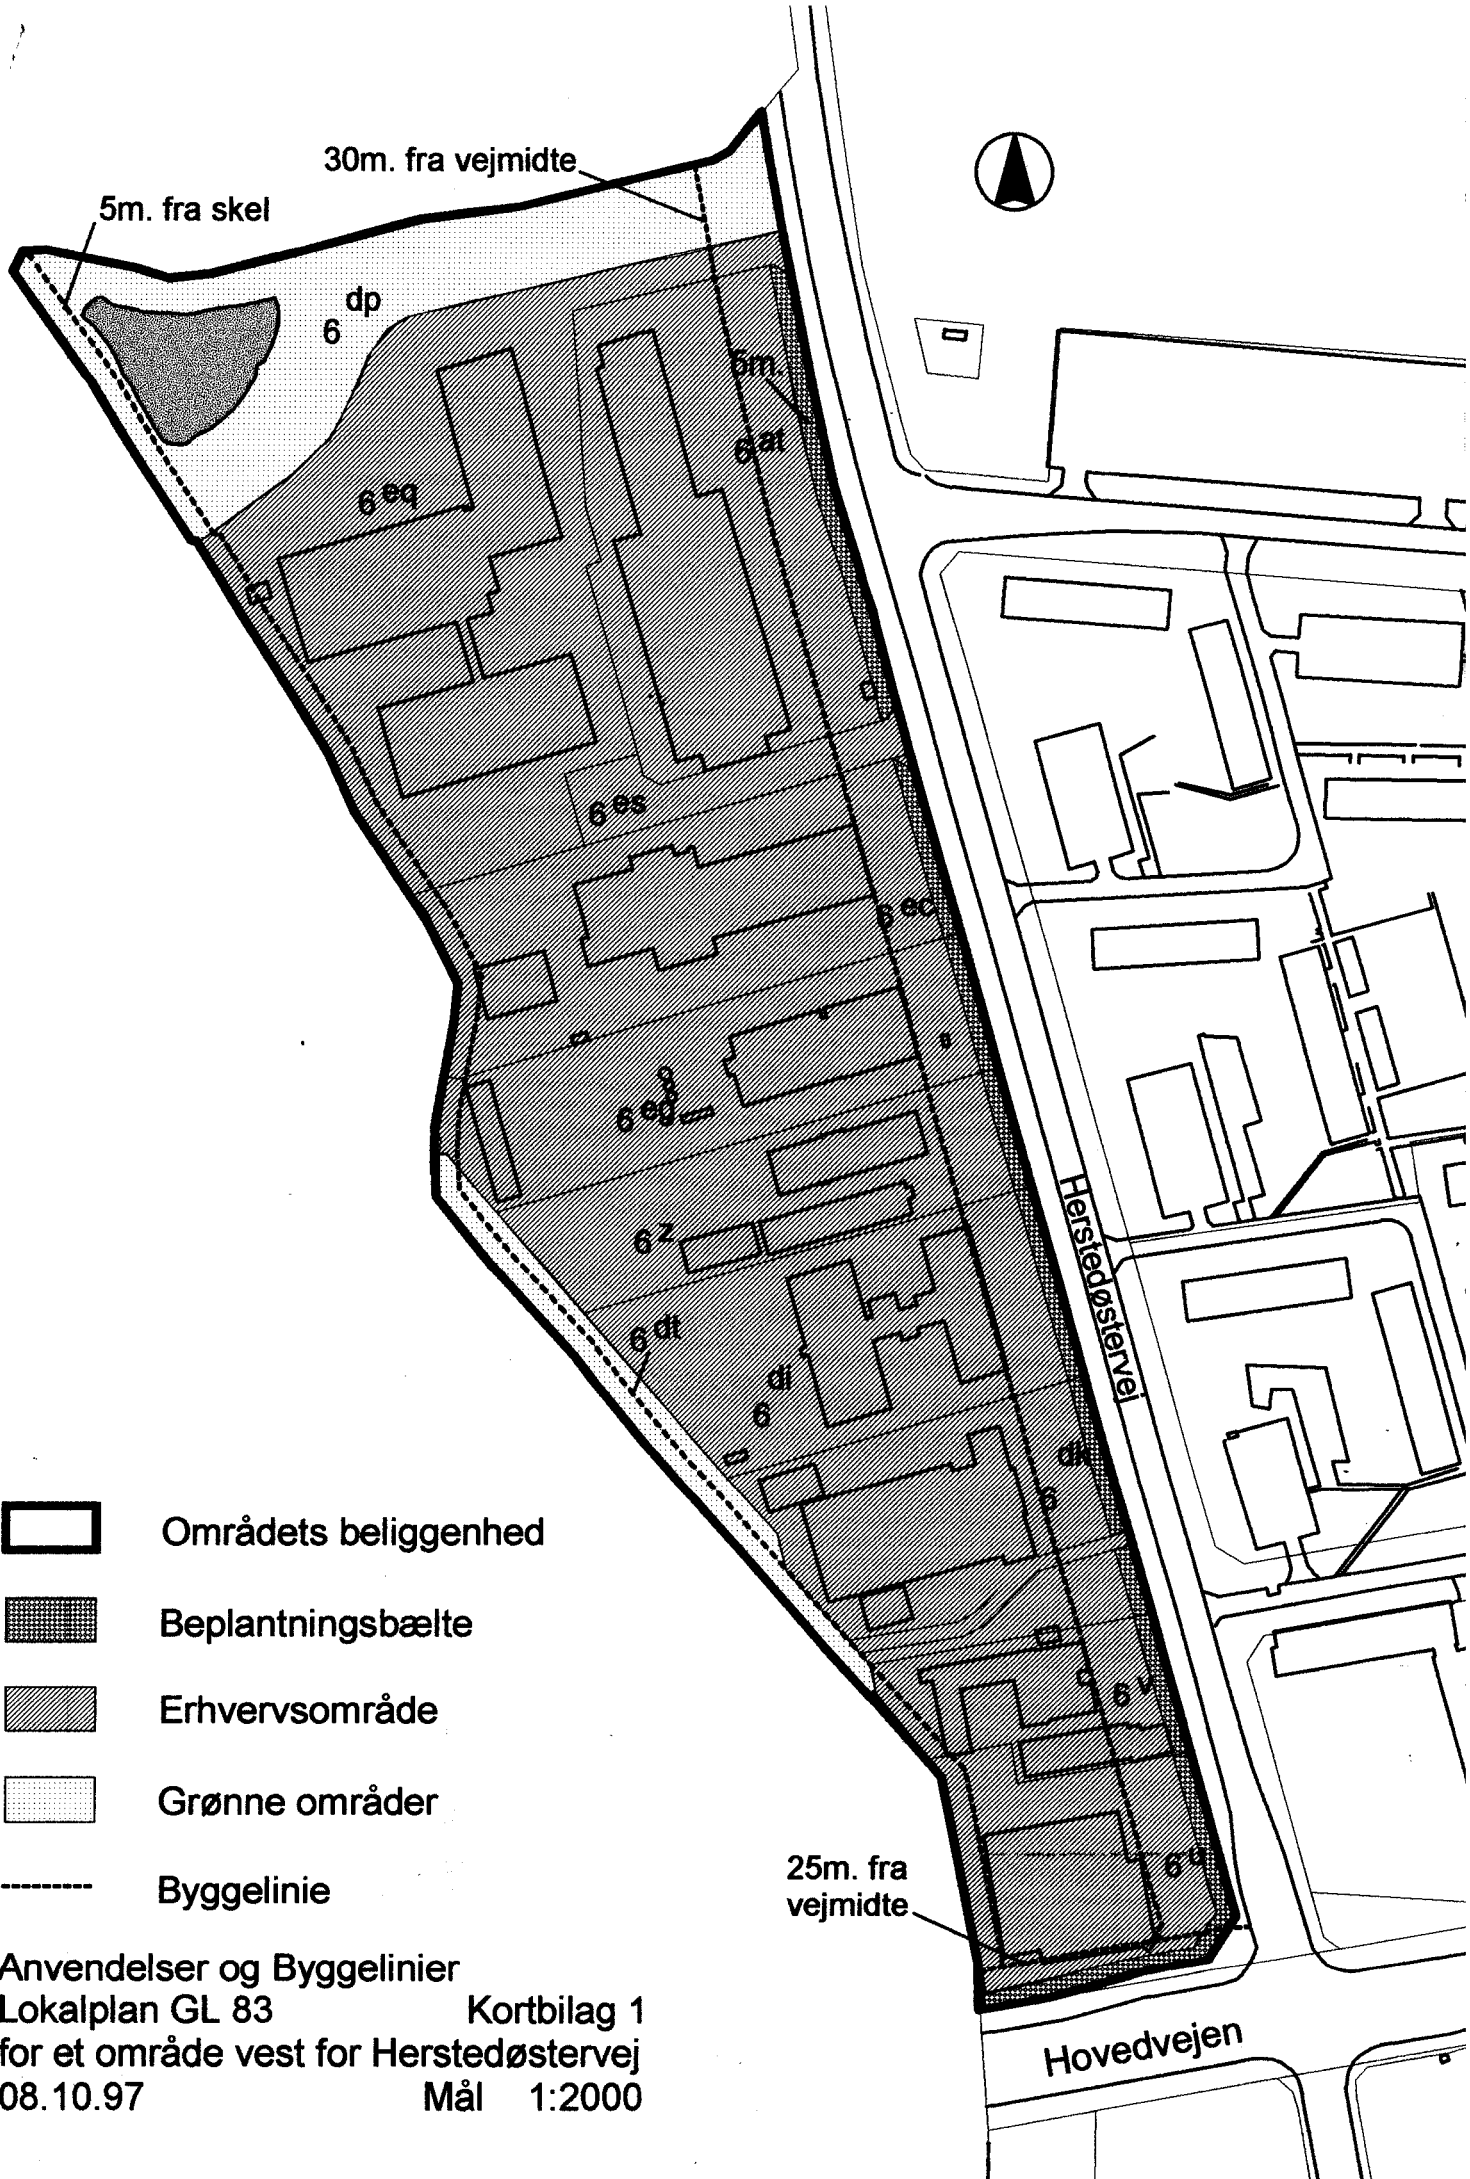 30m. fra vejmidte
5m. fra skel
dp
6
5m.
6 at
6 eq
6 es
6 ec
6 eg
6 z
6 dt
di
6
dk
6
6 v
6 u
Herstedøstervej
Områdets beliggenhed
Beplantningsbælte
Erhvervsområde
Grønne områder
Byggelinie
25m. fra
vejmidte
Anvendelser og Byggelinier
Lokalplan GL 83 Kortbilag 1
for et område vest for Herstedøstervej
08.10.97 Mål 1:2000
Hovedvejen